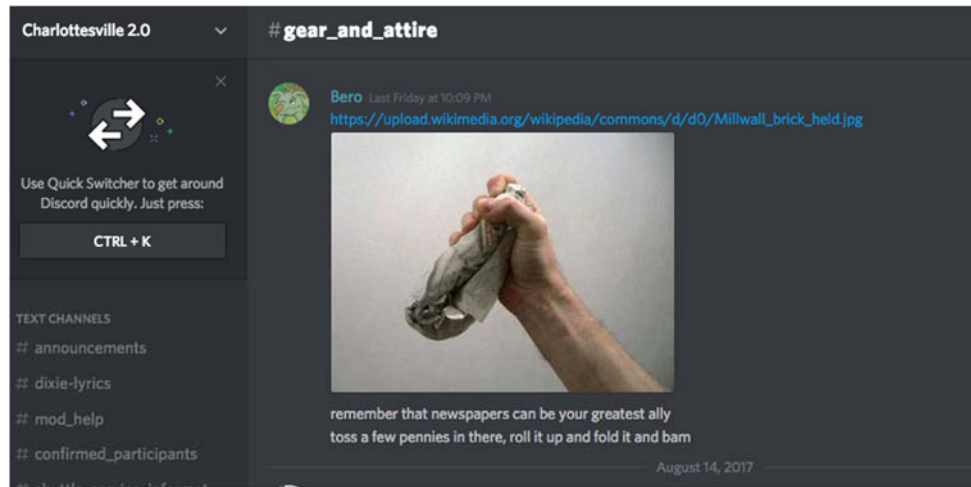 Charlottesville 2.0
Use Quick Switcher to get around
Discord quickly. Just press:
CTRL + K
TEXT CHANNELS
# announcements
# dixie-lyrics
# mod_help
# confirmed_participants
#gear_and_attire
Bero Last Friday at 10:09 PM
https://upload.wikimedia.org/wikipedia/commons/d/d0/Millwall_brick_held.jpg
remember that newspapers can be your greatest ally
toss a few pennies in there, roll it up and fold it and bam
August 14, 2017